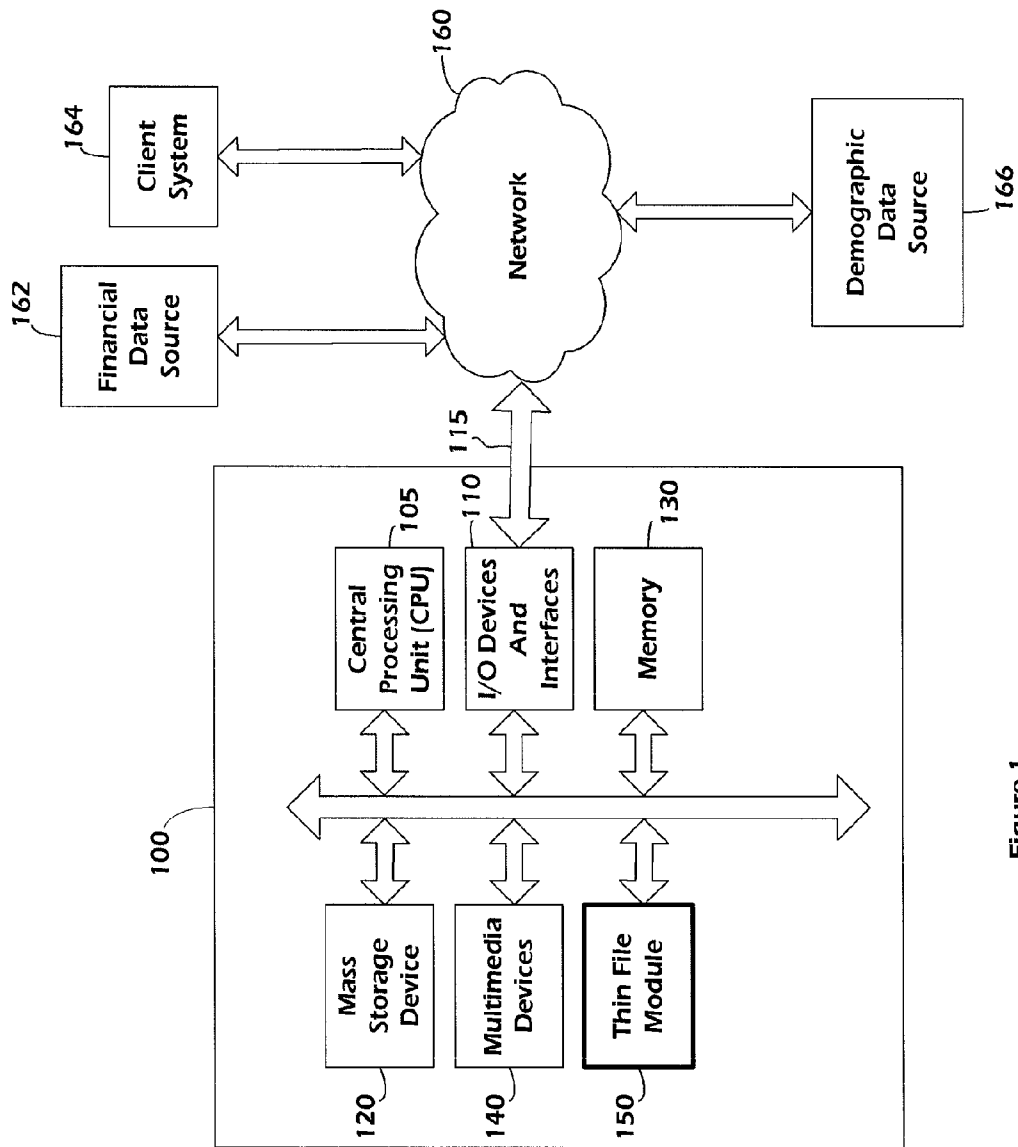 100
Mass
Storage
Device
120
Multimedia
Devices
140
Thin File
Module
150
Central
Processing
Unit (CPU)
105
I/O Devices
And
Interfaces
110
Memory
130
115
Network
160
Financial
Data
Source
162
Client
System
164
Demographic
Data
Source
166
Figure 1